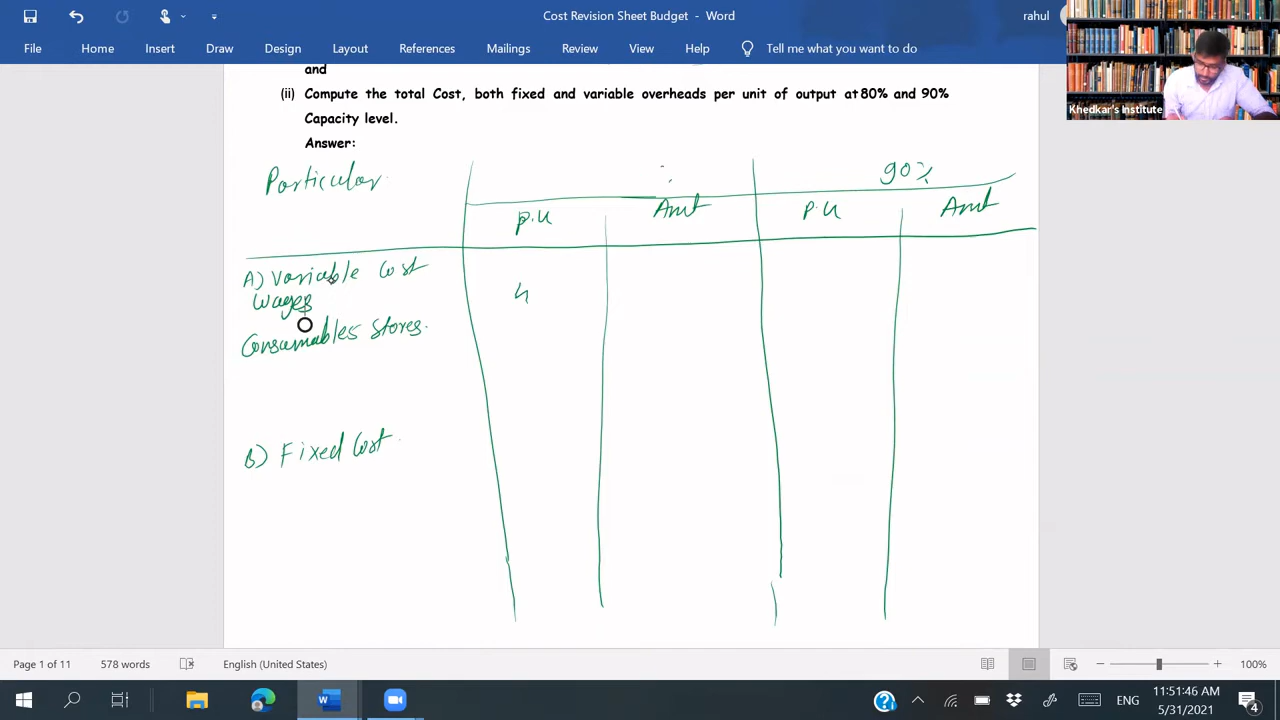 Cost Revision Sheet Budget - Word
rahul
File Home Insert Draw Design Layout References Mailings Review View Help Tell me what you want to do
Khedkar's Institute
and
(ii) Compute the total Cost, both fixed and variable overheads per unit of output at 80% and 90%
Capacity level.
Answer:
Particular 90%
P.U Amt P.U Amt
A) Variable Cost
Wages 4
Consumables Stores.
B) Fixed Cost
Page 1 of 11 578 words English (United States) 100%
ENG 11:51:46 AM
5/31/2021
4